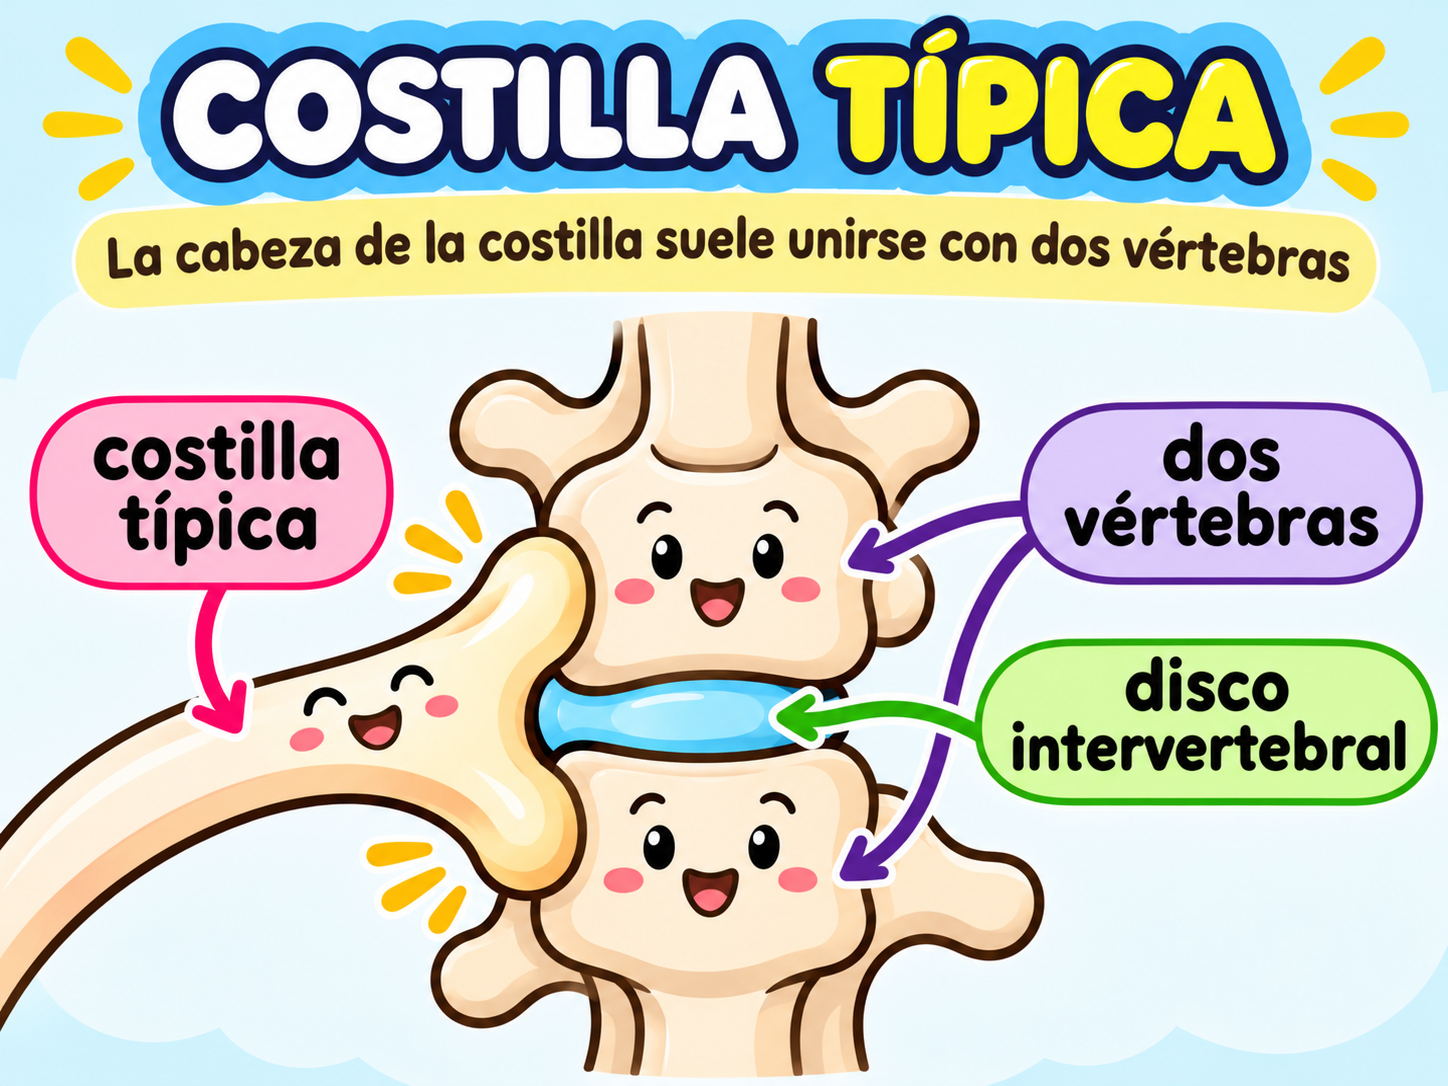 COSTILLA TÍPICA
La cabeza de la costilla suele unirse con dos vértebras
costilla
típica
dos
vértebras
disco
intervertebral